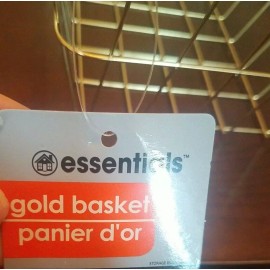 essentials™
gold basket
panier d'or